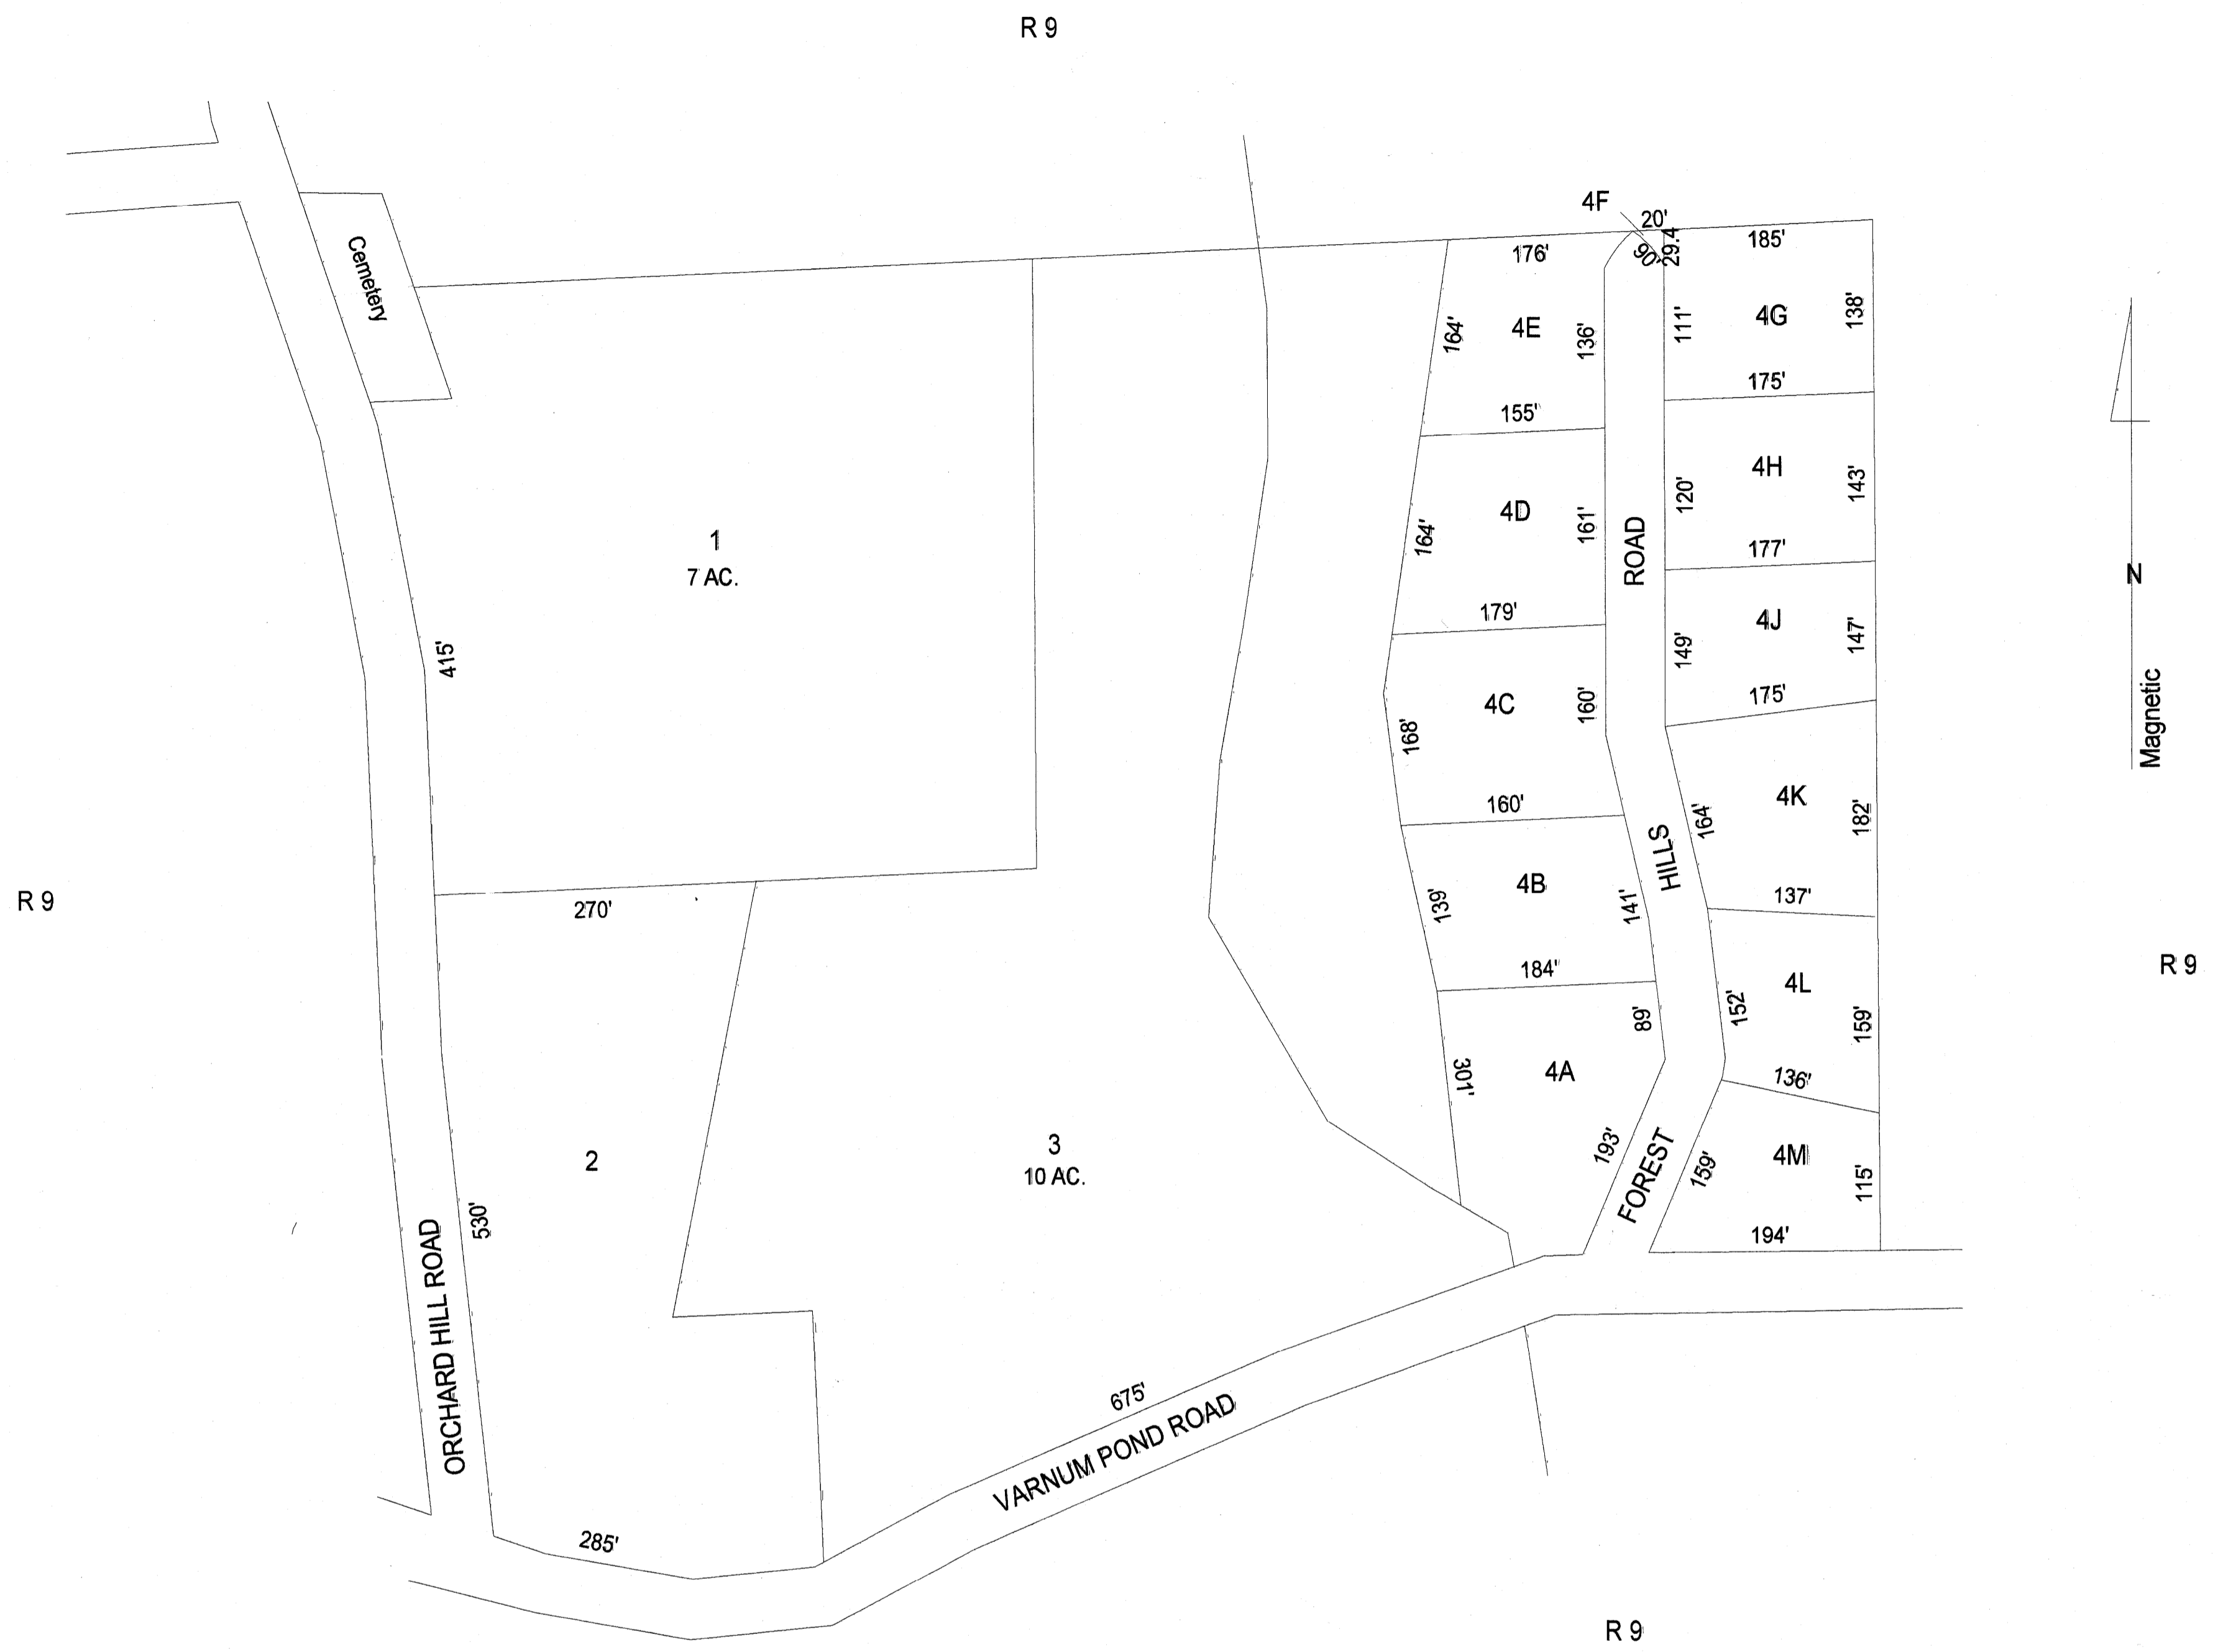 R 9
4F
20'
29.4
90'
Cemetery
176'
185'
164'
4E
136'
111'
4G
138'
155'
175'
1
7 AC.
164'
4D
161'
ROAD
120'
4H
143'
177'
N
179'
149'
4J
147'
415'
175'
168'
4C
160'
Magnetic
160'
164'
4K
182'
HILLS
R 9
270'
139'
4B
141'
137'
184'
R 9
4L
152'
159'
89'
301'
4A
136'
2
3
10 AC.
193'
FOREST
159'
4M
115'
530'
194'
ORCHARD HILL ROAD
675'
VARNUM POND ROAD
285'
R 9